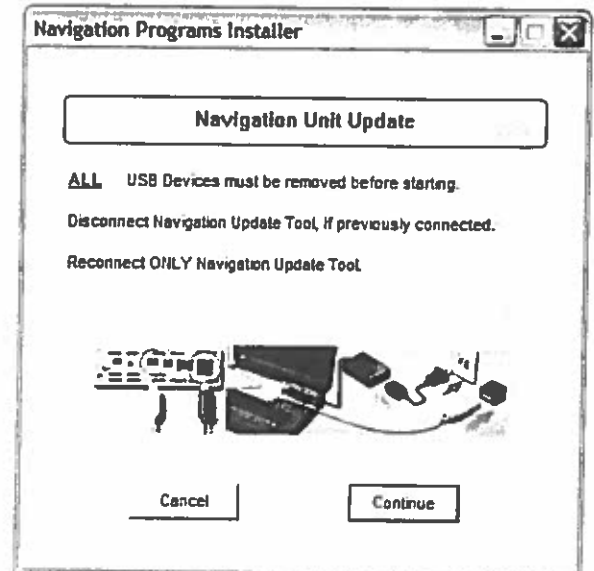 Navigation Programs Installer
Navigation Unit Update
ALL USB Devices must be removed before starting.
Disconnect Navigation Update Tool, if previously connected.
Reconnect ONLY Navigation Update Tool.
Cancel
Continue